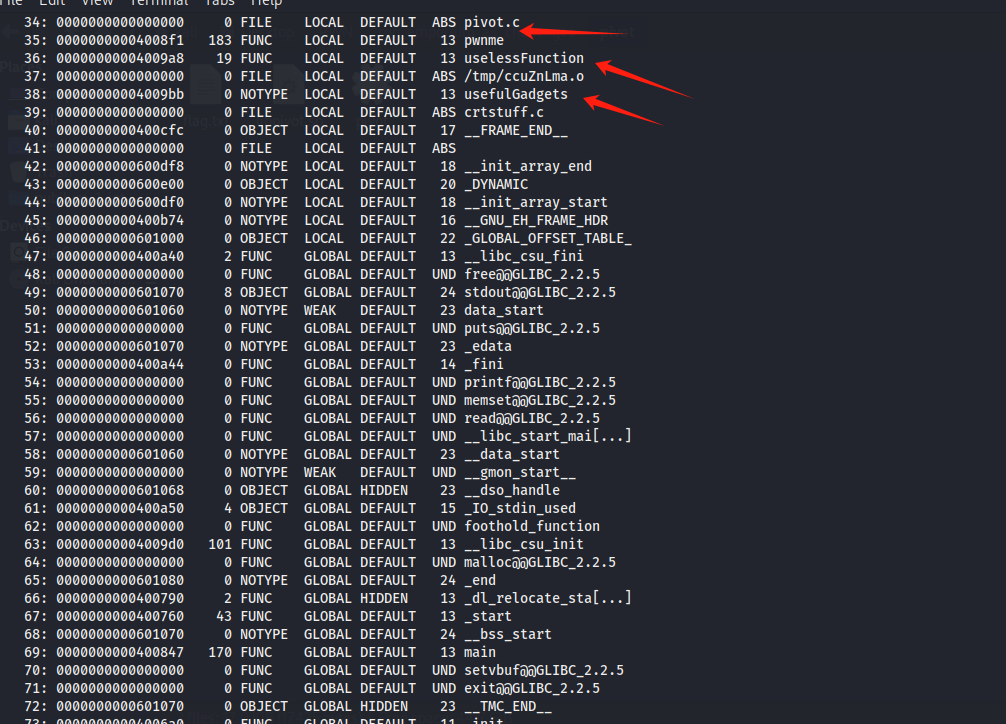 File Edit View Terminal Tabs Help
34: 0000000000000000 0 FILE LOCAL DEFAULT ABS pivot.c
35: 00000000004008f1 183 FUNC LOCAL DEFAULT 13 pwnme
36: 00000000004009a8 19 FUNC LOCAL DEFAULT 13 uselessFunction
37: 0000000000000000 0 FILE LOCAL DEFAULT ABS /tmp/ccuZnLma.o
38: 00000000004009bb 0 NOTYPE LOCAL DEFAULT 13 usefulGadgets
39: 0000000000000000 0 FILE LOCAL DEFAULT ABS crtstuff.c
40: 0000000000400cfc 0 OBJECT LOCAL DEFAULT 17 __FRAME_END__
41: 0000000000000000 0 FILE LOCAL DEFAULT ABS
42: 0000000000600df8 0 NOTYPE LOCAL DEFAULT 18 __init_array_end
43: 0000000000600e00 0 OBJECT LOCAL DEFAULT 20 _DYNAMIC
44: 0000000000600df0 0 NOTYPE LOCAL DEFAULT 18 __init_array_start
45: 0000000000400b74 0 NOTYPE LOCAL DEFAULT 16 __GNU_EH_FRAME_HDR
46: 0000000000601000 0 OBJECT LOCAL DEFAULT 22 _GLOBAL_OFFSET_TABLE_
47: 0000000000400a40 2 FUNC GLOBAL DEFAULT 13 __libc_csu_fini
48: 0000000000000000 0 FUNC GLOBAL DEFAULT UND free@@GLIBC_2.2.5
49: 0000000000601070 8 OBJECT GLOBAL DEFAULT 24 stdout@@GLIBC_2.2.5
50: 0000000000601060 0 NOTYPE WEAK DEFAULT 23 data_start
51: 0000000000000000 0 FUNC GLOBAL DEFAULT UND puts@@GLIBC_2.2.5
52: 0000000000601070 0 NOTYPE GLOBAL DEFAULT 23 _edata
53: 0000000000400a44 0 FUNC GLOBAL DEFAULT 14 _fini
54: 0000000000000000 0 FUNC GLOBAL DEFAULT UND printf@@GLIBC_2.2.5
55: 0000000000000000 0 FUNC GLOBAL DEFAULT UND memset@@GLIBC_2.2.5
56: 0000000000000000 0 FUNC GLOBAL DEFAULT UND read@@GLIBC_2.2.5
57: 0000000000000000 0 FUNC GLOBAL DEFAULT UND __libc_start_mai[...]
58: 0000000000601060 0 NOTYPE GLOBAL DEFAULT 23 __data_start
59: 0000000000000000 0 NOTYPE WEAK DEFAULT UND __gmon_start__
60: 0000000000601068 0 OBJECT GLOBAL HIDDEN 23 __dso_handle
61: 0000000000400a50 4 OBJECT GLOBAL DEFAULT 15 _IO_stdin_used
62: 0000000000000000 0 FUNC GLOBAL DEFAULT UND foothold_function
63: 00000000004009d0 101 FUNC GLOBAL DEFAULT 13 __libc_csu_init
64: 0000000000000000 0 FUNC GLOBAL DEFAULT UND malloc@@GLIBC_2.2.5
65: 0000000000601080 0 NOTYPE GLOBAL DEFAULT 24 _end
66: 0000000000400790 2 FUNC GLOBAL HIDDEN 13 _dl_relocate_sta[...]
67: 0000000000400760 43 FUNC GLOBAL DEFAULT 13 _start
68: 0000000000601070 0 NOTYPE GLOBAL DEFAULT 24 __bss_start
69: 0000000000400847 170 FUNC GLOBAL DEFAULT 13 main
70: 0000000000000000 0 FUNC GLOBAL DEFAULT UND setvbuf@@GLIBC_2.2.5
71: 0000000000000000 0 FUNC GLOBAL DEFAULT UND exit@@GLIBC_2.2.5
72: 0000000000601070 0 OBJECT GLOBAL HIDDEN 23 __TMC_END__
73: 00000000004006a0 0 FUNC GLOBAL DEFAULT 11 _init